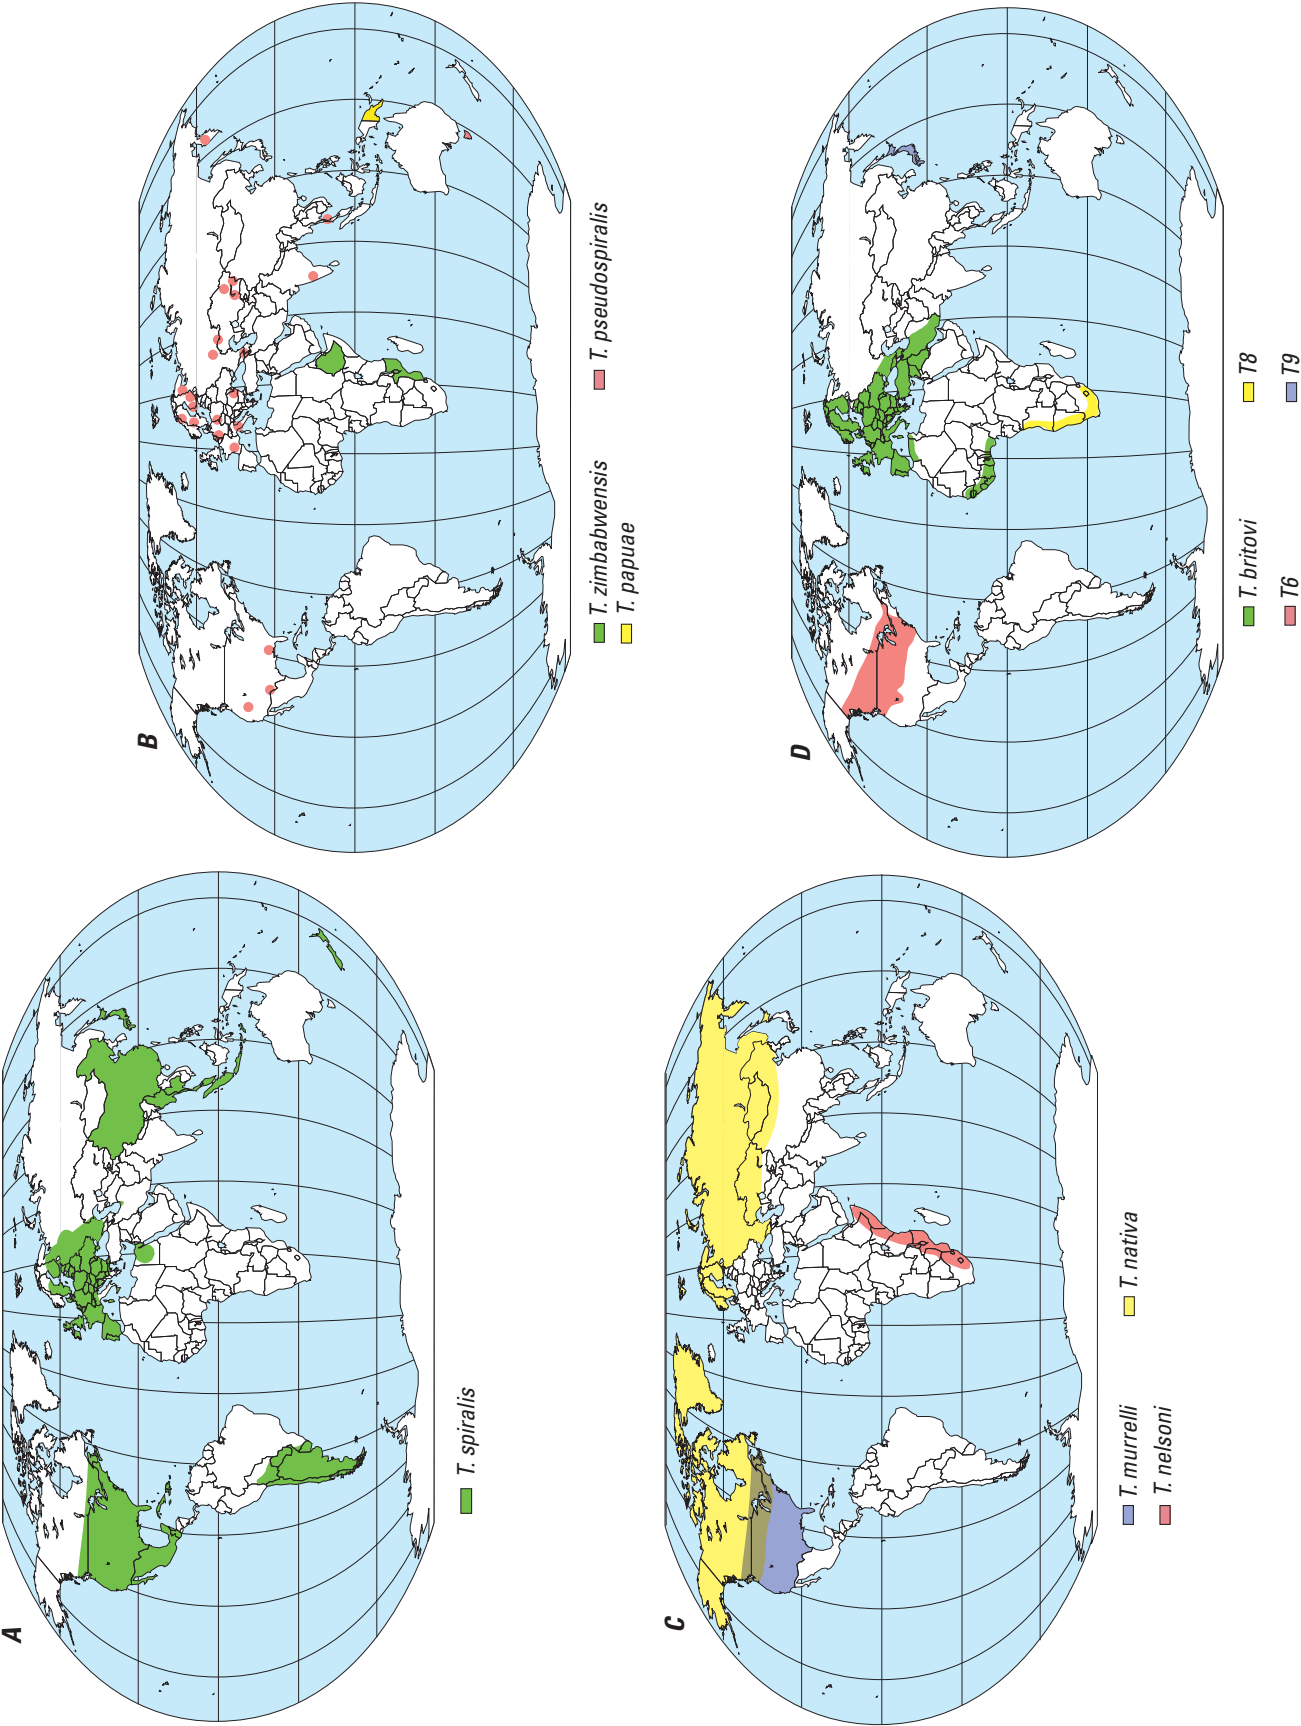 A
T. spiralis
B
T. zimbabwensis
T. papuae
T. pseudospiralis
C
T. murrelli
T. nelsoni
T. nativa
D
T. britovi
T6
T8
T9